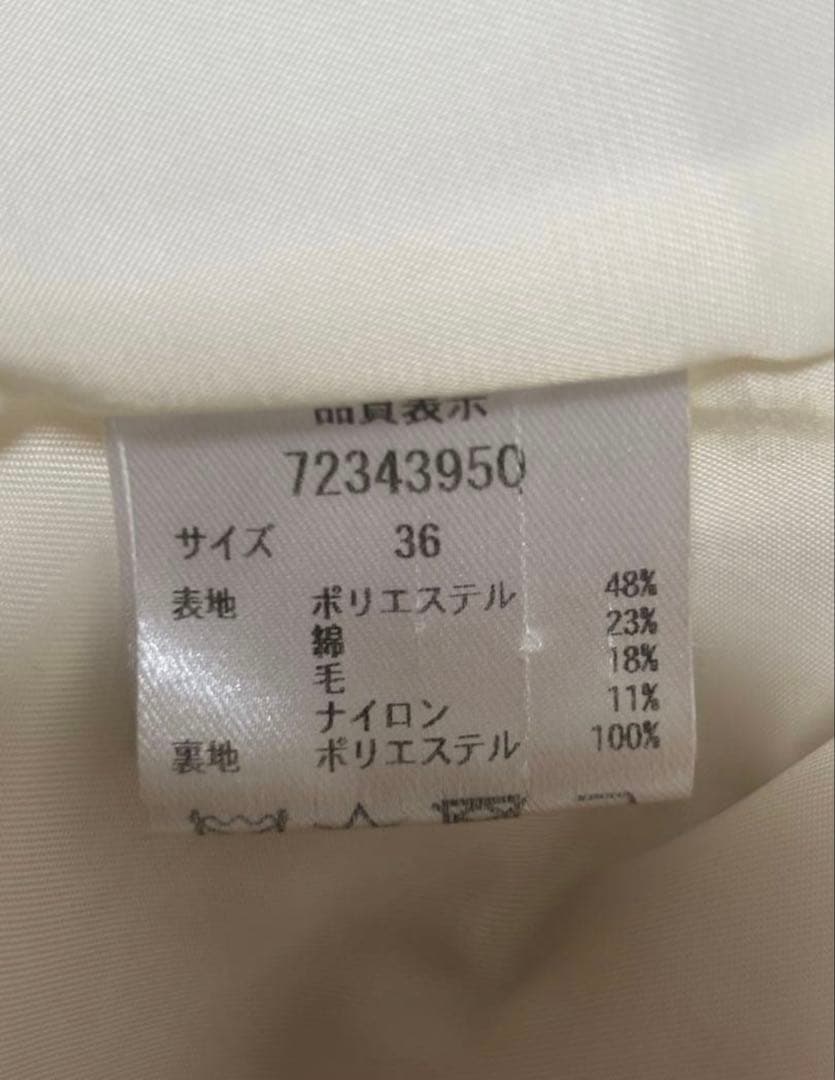 品質表示
72343950
サイズ 36
表地 ポリエステル 48%
綿 23%
毛 18%
ナイロン 11%
裏地 ポリエステル 100%